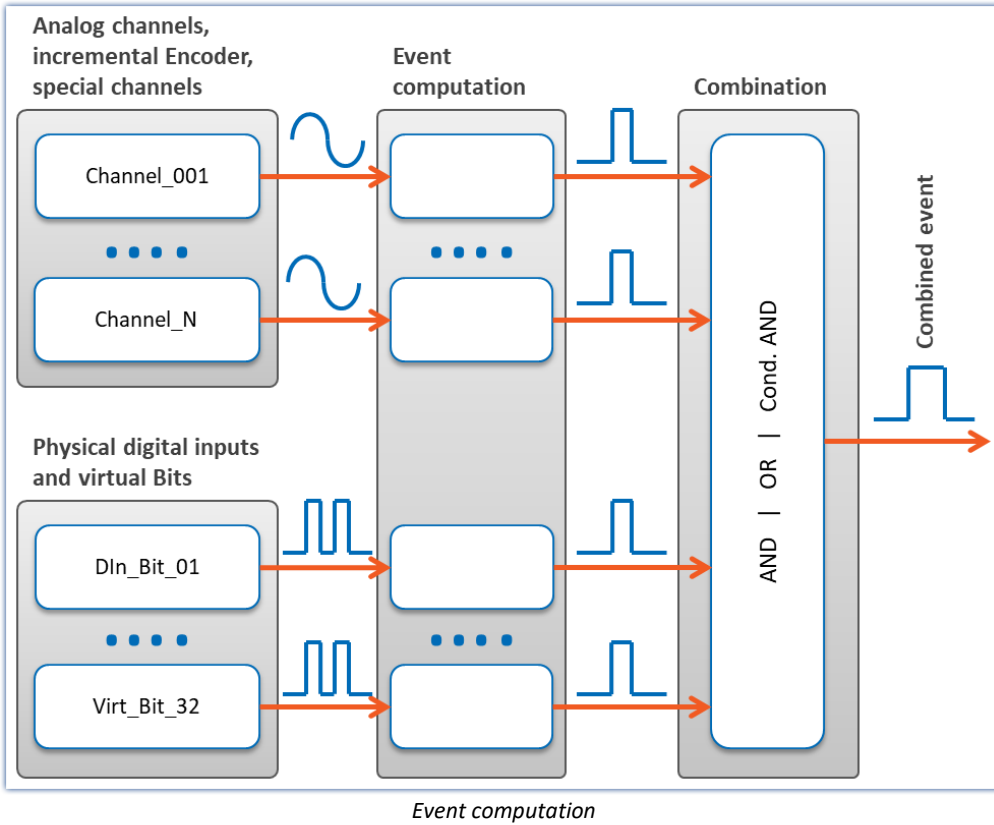 Analog channels,
incremental Encoder,
special channels
Event
computation
Combination
Channel_001
Channel_N
Combined event
AND | OR | Cond. AND
Physical digital inputs
and virtual Bits
DIn_Bit_01
Virt_Bit_32
Event computation